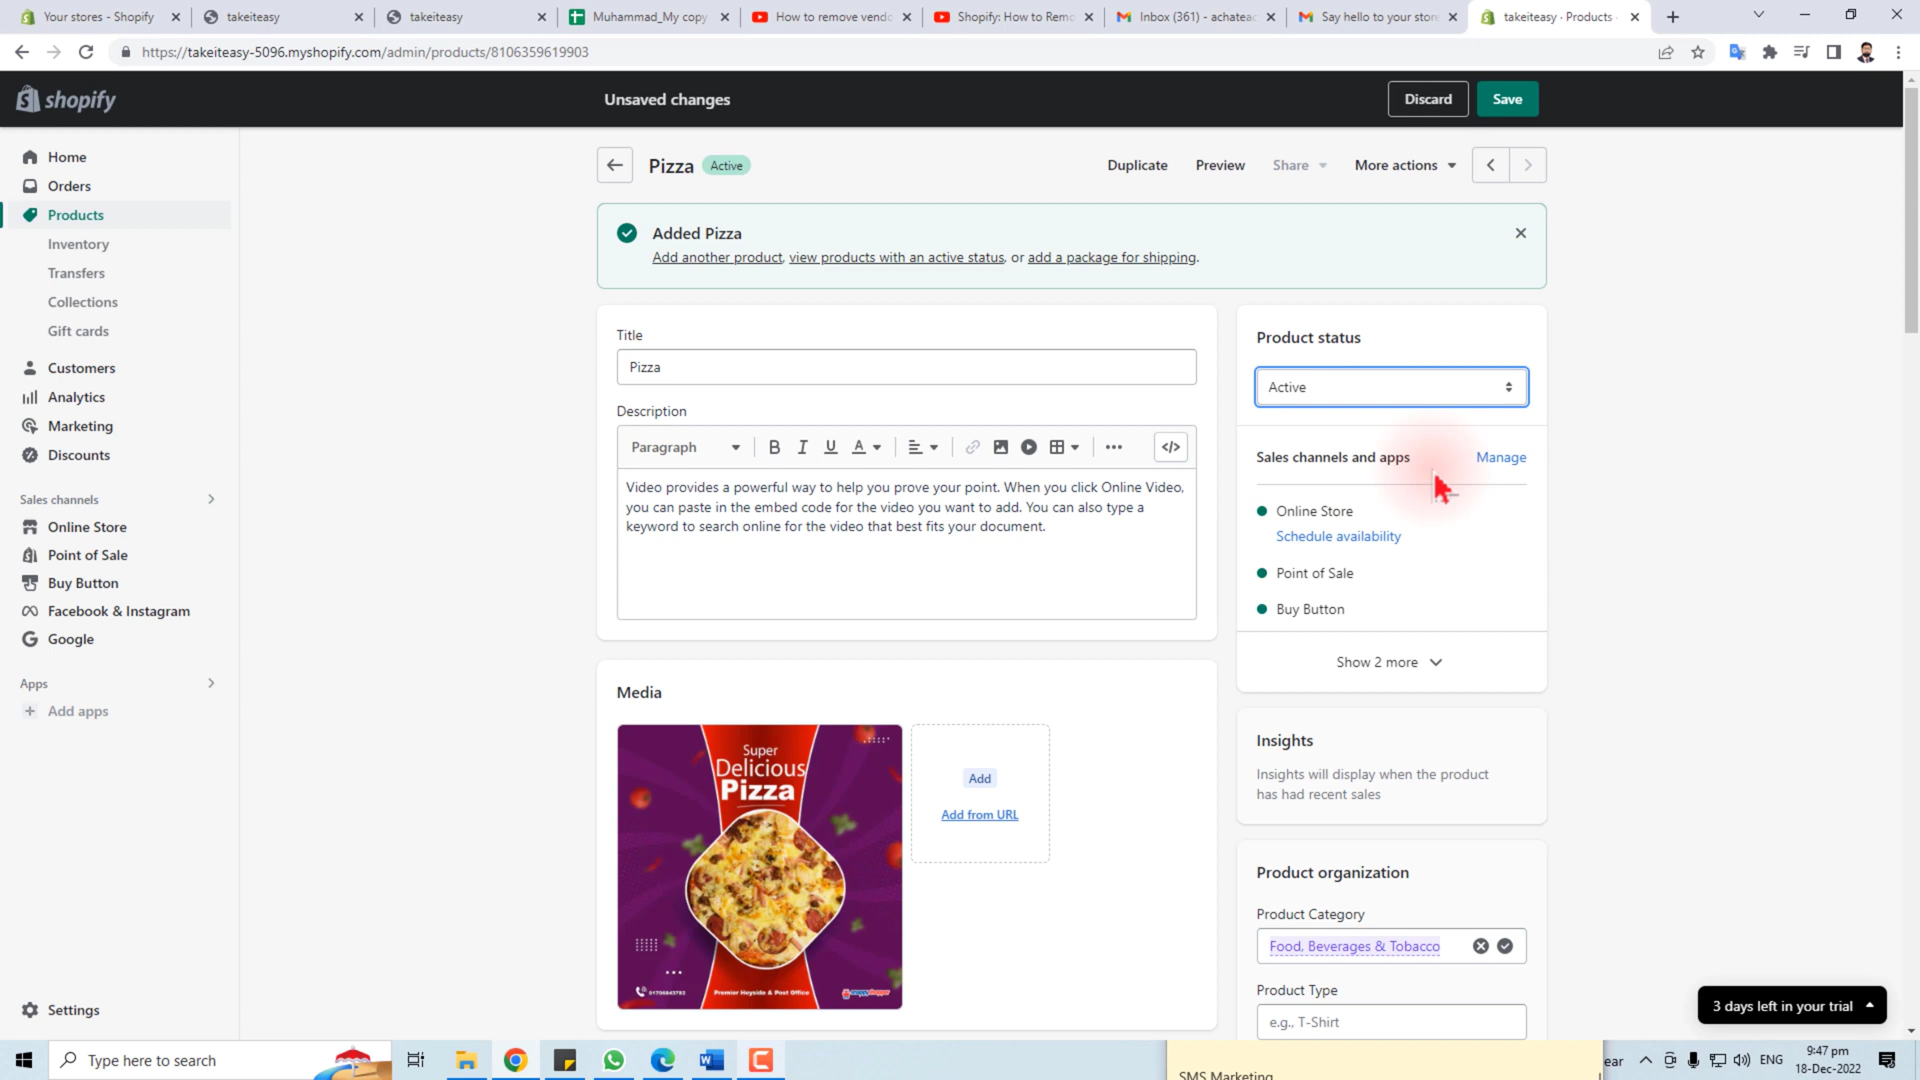 Your stores - Shopify
takeiteasy
takeiteasy
Muhammad_My copy
How to remove vendo
Shopify: How to Remo
Inbox (361) - achateac
Say hello to your store
takeiteasy · Products
https://takeiteasy-5096.myshopify.com/admin/products/8106359619903
shopify
Unsaved changes
Discard
Save
Home
Orders
Products
Inventory
Transfers
Collections
Gift cards
Customers
Analytics
Marketing
Discounts
Sales channels
Online Store
Point of Sale
Buy Button
Facebook & Instagram
Google
Apps
Add apps
Settings
Pizza
Active
Duplicate
Preview
Share
More actions
Added Pizza
Add another product, view products with an active status, or add a package for shipping.
Title
Pizza
Description
Paragraph
B I U A
</>
Video provides a powerful way to help you prove your point. When you click Online Video,
you can paste in the embed code for the video you want to add. You can also type a
keyword to search online for the video that best fits your document.
Media
Super
Delicious
Pizza
01706843792
Premier Heyside & Post Office
Add
Add from URL
Product status
Active
Sales channels and apps
Manage
Online Store
Schedule availability
Point of Sale
Buy Button
Show 2 more
Insights
Insights will display when the product
has had recent sales
Product organization
Product Category
Food, Beverages & Tobacco
Product Type
e.g., T-Shirt
3 days left in your trial
Type here to search
SMS Marketing
ear
ENG
9:47 pm
18-Dec-2022